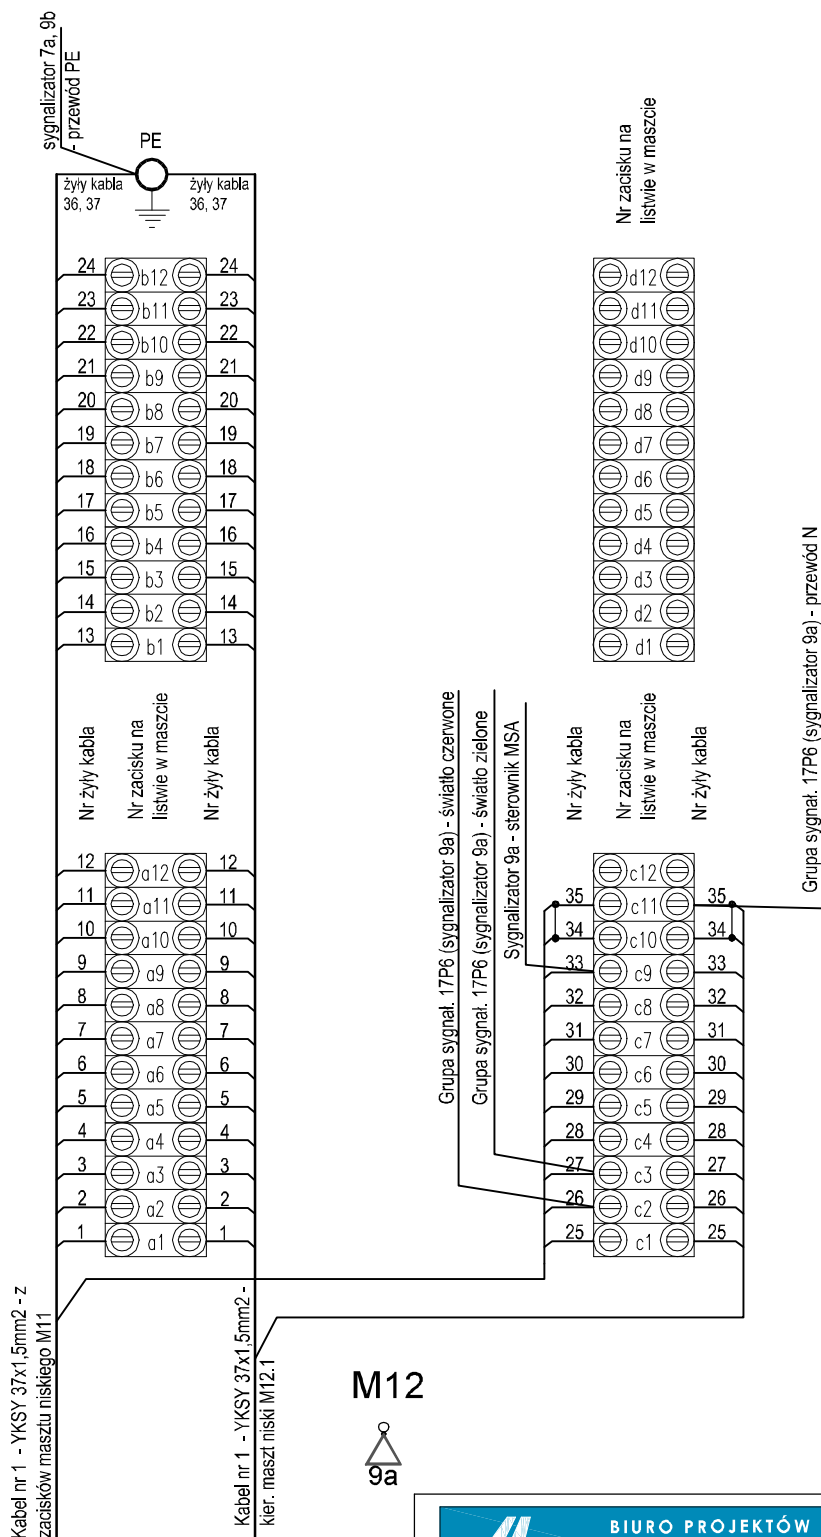 sygnalizator 7a, 9b
- przewód PE
PE
żyły kabla
36, 37
żyły kabla
36, 37
24 b12 24
23 b11 23
22 b10 22
21 b9 21
20 b8 20
19 b7 19
18 b6 18
17 b5 17
16 b4 16
15 b3 15
14 b2 14
13 b1 13
Nr żyły kabla
Nr zacisku na
listwie w maszcie
Nr żyły kabla
12 a12 12
11 a11 11
10 a10 10
9 a9 9
8 a8 8
7 a7 7
6 a6 6
5 a5 5
4 a4 4
3 a3 3
2 a2 2
1 a1 1
Kabel nr 1 - YKSY 37x1,5mm2 - z
zacisków masztu niskiego M11
Kabel nr 1 - YKSY 37x1,5mm2 -
kier. maszt niski M12.1
Nr zacisku na
listwie w maszcie
d12
d11
d10
d9
d8
d7
d6
d5
d4
d3
d2
d1
Grupa sygnał. 17P6 (sygnalizator 9a) - światło czerwone
Grupa sygnał. 17P6 (sygnalizator 9a) - światło zielone
Sygnalizator 9a - sterownik MSA
Nr żyły kabla
Nr zacisku na
listwie w maszcie
Nr żyły kabla
Grupa sygnał. 17P6 (sygnalizator 9a) - przewód N
c12
35 c11 35
34 c10 34
33 c9 33
32 c8 32
31 c7 31
30 c6 30
29 c5 29
28 c4 28
27 c3 27
26 c2 26
25 c1 25
M12
9a
BIURO PROJEKTÓW